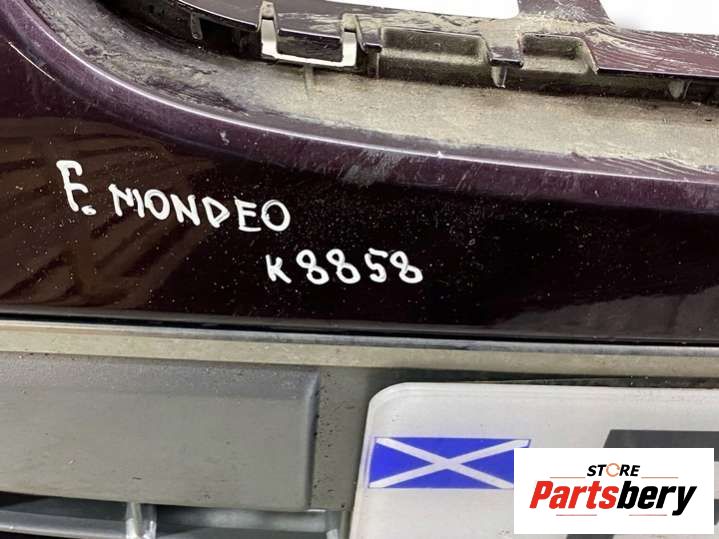 F. MONDEO
K8858
STORE
Partsbery